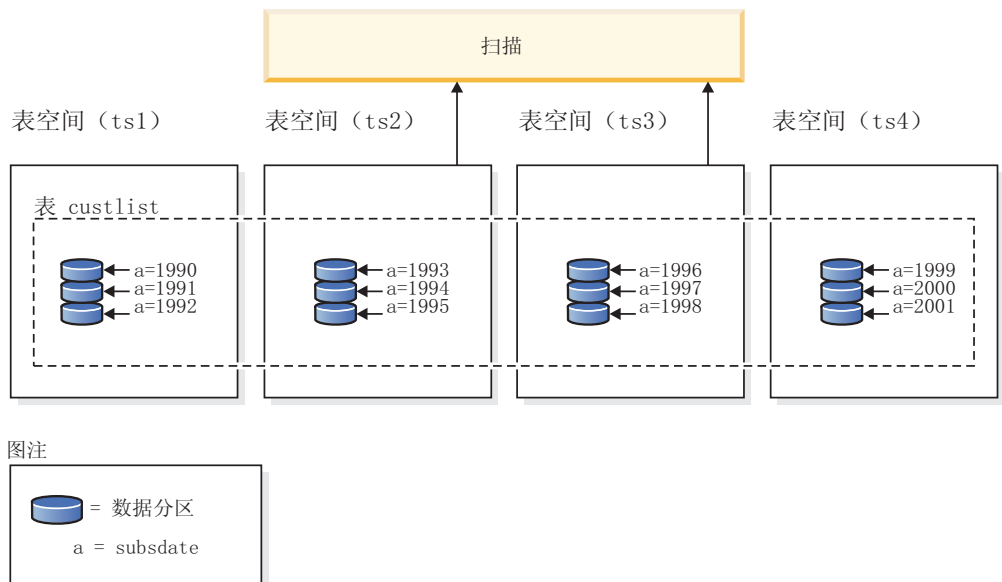 扫描
表空间（ts1）
表空间（ts2）
表空间（ts3）
表空间（ts4）
表 custlist
a=1990
a=1991
a=1992
a=1993
a=1994
a=1995
a=1996
a=1997
a=1998
a=1999
a=2000
a=2001
图注
= 数据分区
a = subsdate